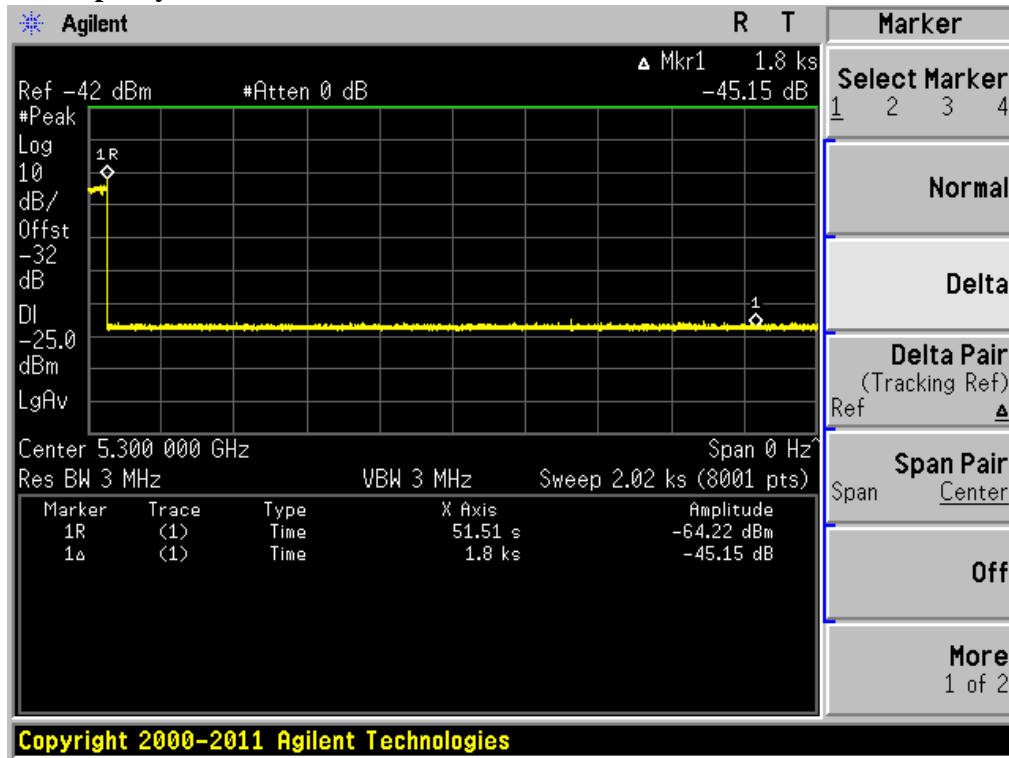 Agilent R T Marker
Δ Mkr1 1.8 ks
Ref -42 dBm #Atten 0 dB -45.15 dB
#Peak
Log
10
dB/
Offst
-32
dB
DI
-25.0
dBm
LgAv
1R
1
Center 5.300 000 GHz Span 0 Hz^
Res BW 3 MHz VBW 3 MHz Sweep 2.02 ks (8001 pts)
Marker Trace Type X Axis Amplitude
1R (1) Time 51.51 s -64.22 dBm
1Δ (1) Time 1.8 ks -45.15 dB
Select Marker
1 2 3 4
Normal
Delta
Delta Pair
(Tracking Ref)
Ref Δ
Span Pair
Span Center
Off
More
1 of 2
Copyright 2000-2011 Agilent Technologies